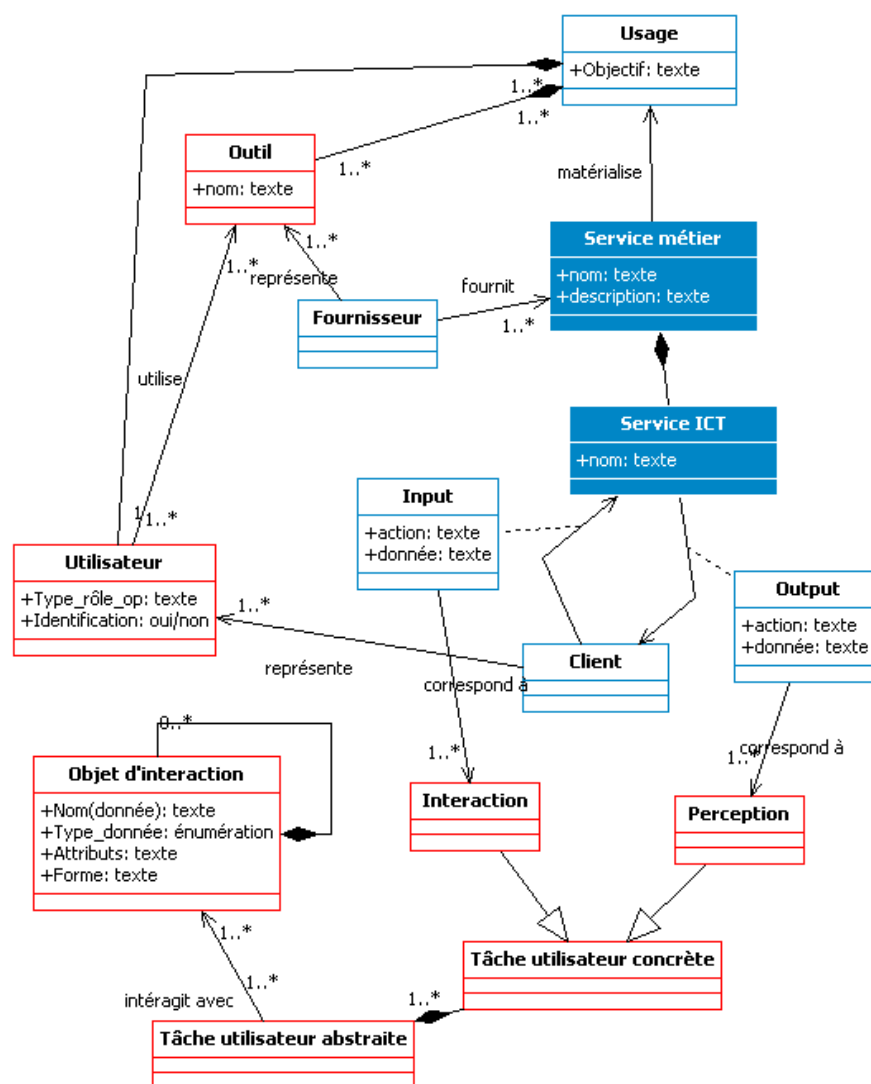 Usage
+Objectif: texte
1..*
1..*
Outil
+nom: texte
1..*
matérialise
1..*
1..*
représente
Service métier
+nom: texte
+description: texte
fournit
1..*
Fournisseur
utilise
Service ICT
+nom: texte
Input
+action: texte
+donnée: texte
1
1..*
Utilisateur
+Type_rôle_op: texte
+Identification: oui/non
Output
+action: texte
+donnée: texte
1..*
Client
représente
correspond à
0..*
1..*
correspond à
1..*
Objet d'interaction
+Nom(donnée): texte
+Type_donnée: énumération
+Attributs: texte
+Forme: texte
Interaction
Perception
1..*
1..*
Tâche utilisateur concrète
intéragit avec
1..*
Tâche utilisateur abstraite